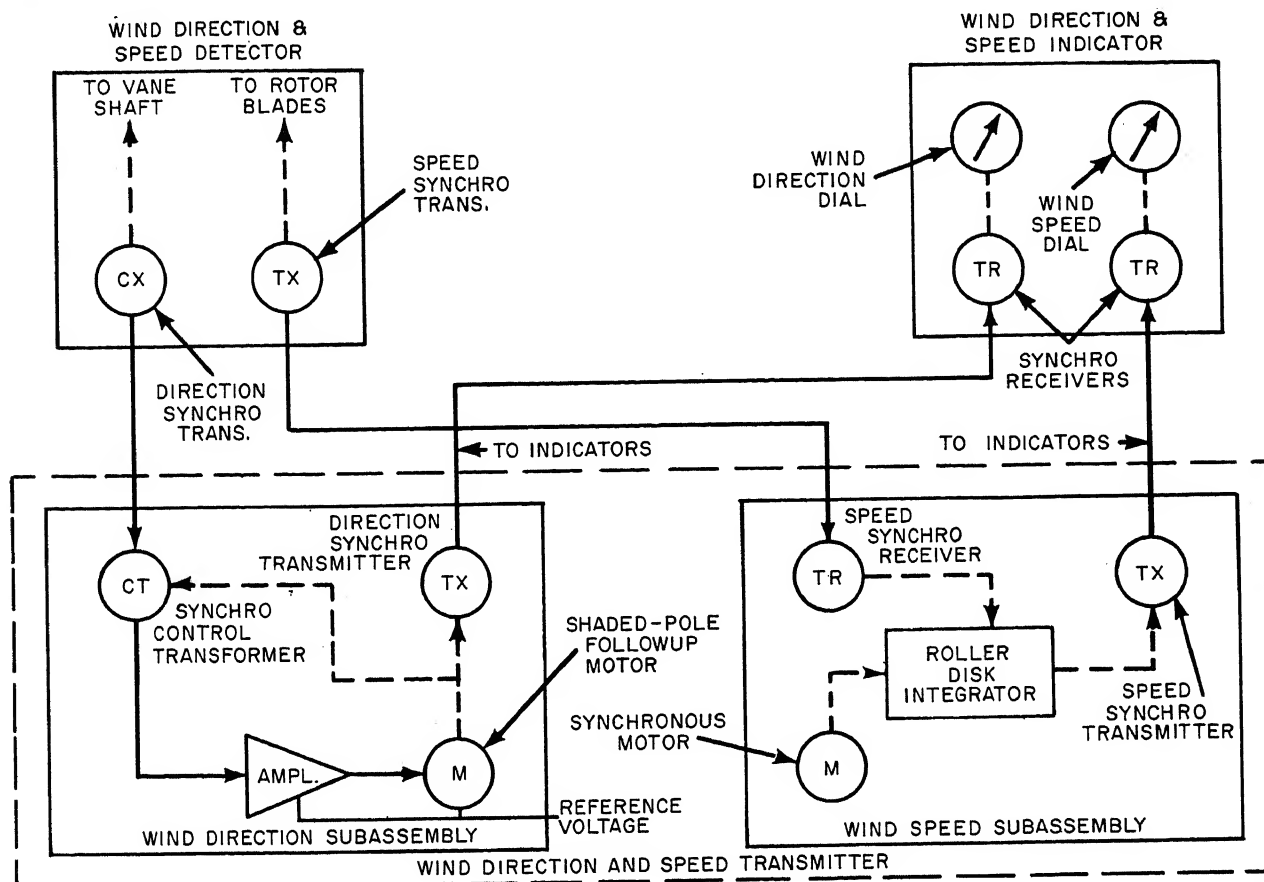 WIND DIRECTION &
SPEED DETECTOR
TO VANE
SHAFT
TO ROTOR
BLADES
SPEED
SYNCHRO
TRANS.
CX
TX
DIRECTION
SYNCHRO
TRANS.
WIND DIRECTION &
SPEED INDICATOR
WIND
DIRECTION
DIAL
WIND
SPEED
DIAL
TR
TR
SYNCHRO
RECEIVERS
TO INDICATORS
TO INDICATORS
DIRECTION
SYNCHRO
TRANSMITTER
CT
TX
SYNCHRO
CONTROL
TRANSFORMER
SHADED-POLE
FOLLOWUP
MOTOR
AMPL.
M
REFERENCE
VOLTAGE
WIND DIRECTION SUBASSEMBLY
SPEED
SYNCHRO
RECEIVER
TR
TX
ROLLER
DISK
INTEGRATOR
SYNCHRONOUS
MOTOR
M
SPEED
SYNCHRO
TRANSMITTER
WIND SPEED SUBASSEMBLY
WIND DIRECTION AND SPEED TRANSMITTER